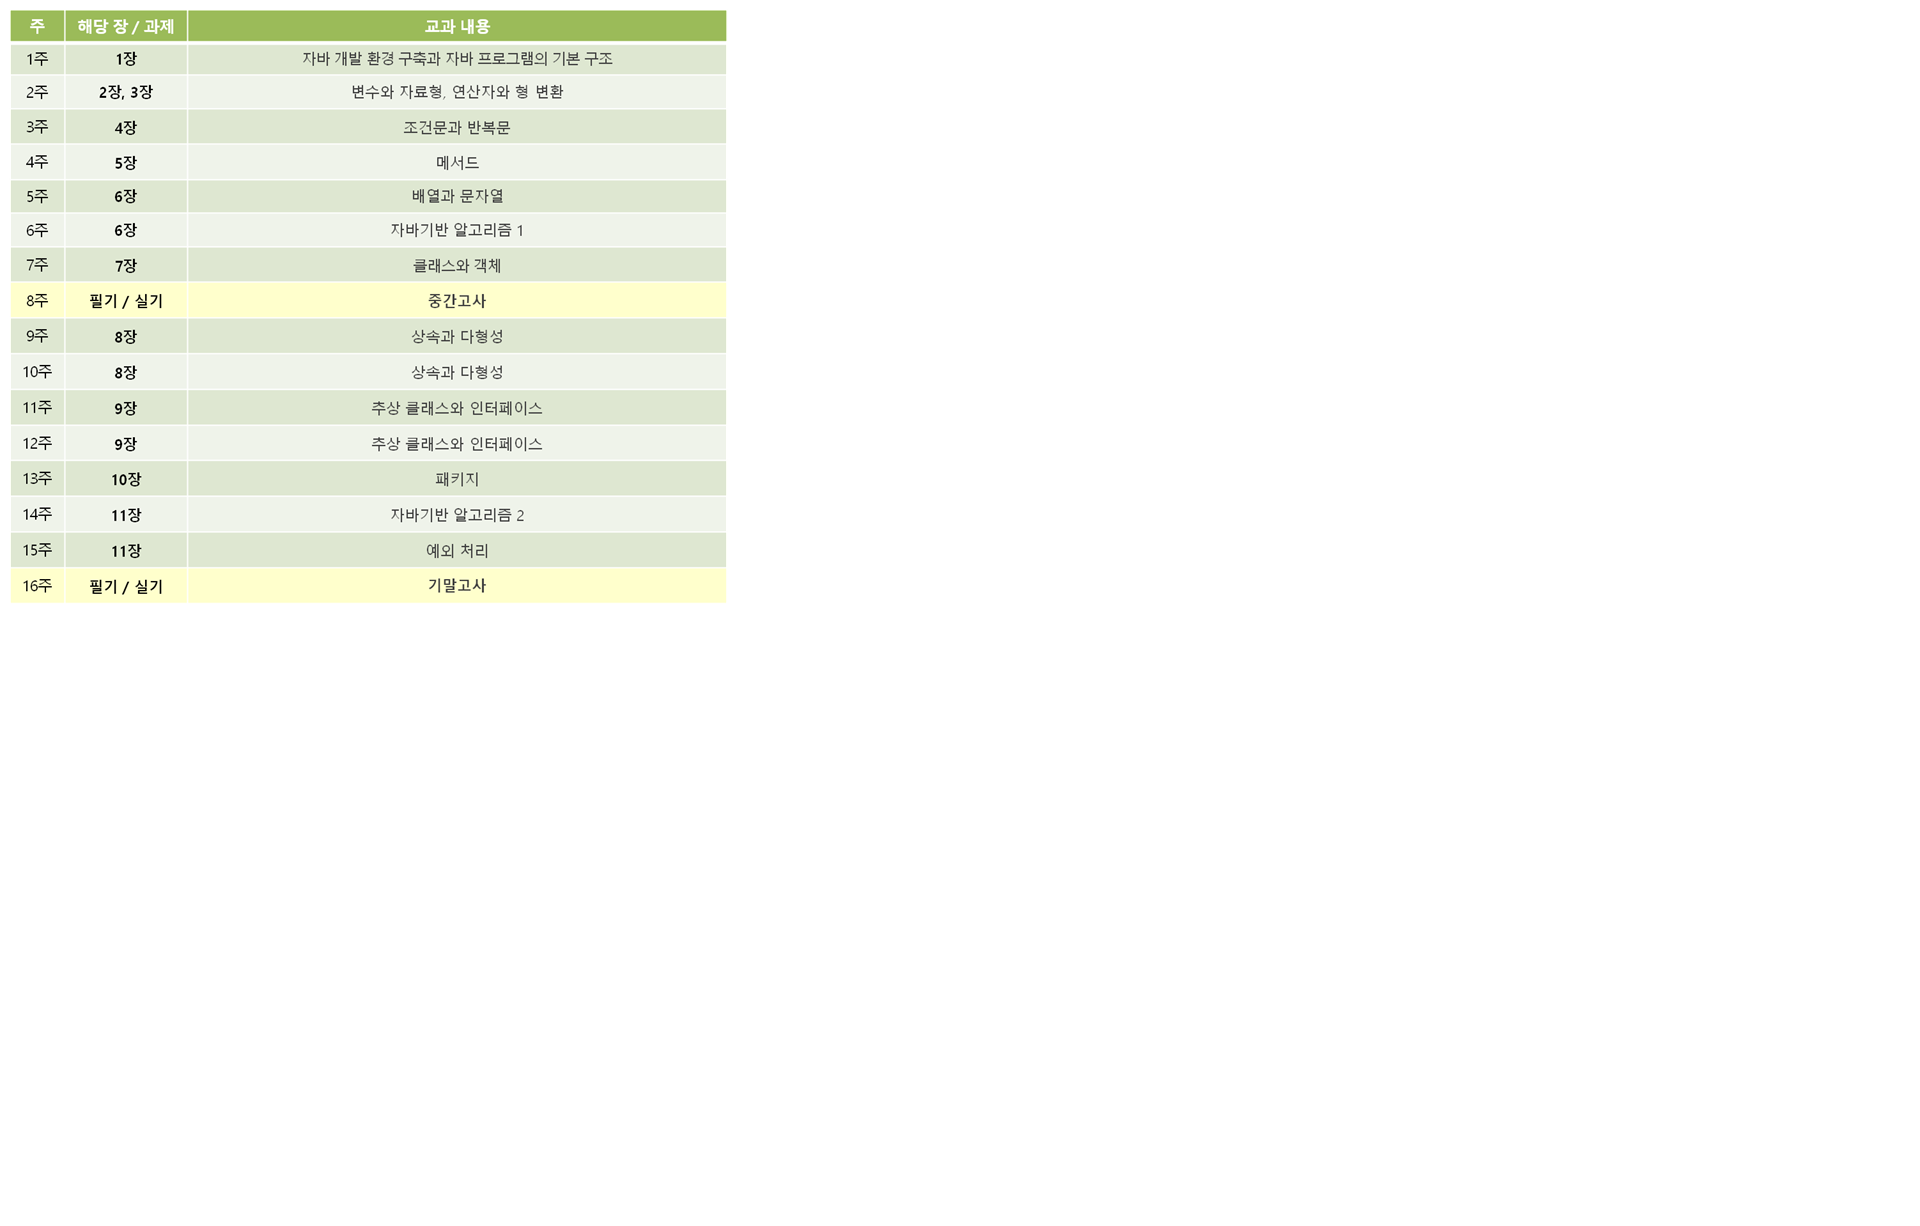 주 해당 장 / 과제 교과 내용
1주 1장 자바 개발 환경 구축과 자바 프로그램의 기본 구조
2주 2장, 3장 변수와 자료형, 연산자와 형 변환
3주 4장 조건문과 반복문
4주 5장 메서드
5주 6장 배열과 문자열
6주 6장 자바기반 알고리즘 1
7주 7장 클래스와 객체
8주 필기 / 실기 중간고사
9주 8장 상속과 다형성
10주 8장 상속과 다형성
11주 9장 추상 클래스와 인터페이스
12주 9장 추상 클래스와 인터페이스
13주 10장 패키지
14주 11장 자바기반 알고리즘 2
15주 11장 예외 처리
16주 필기 / 실기 기말고사